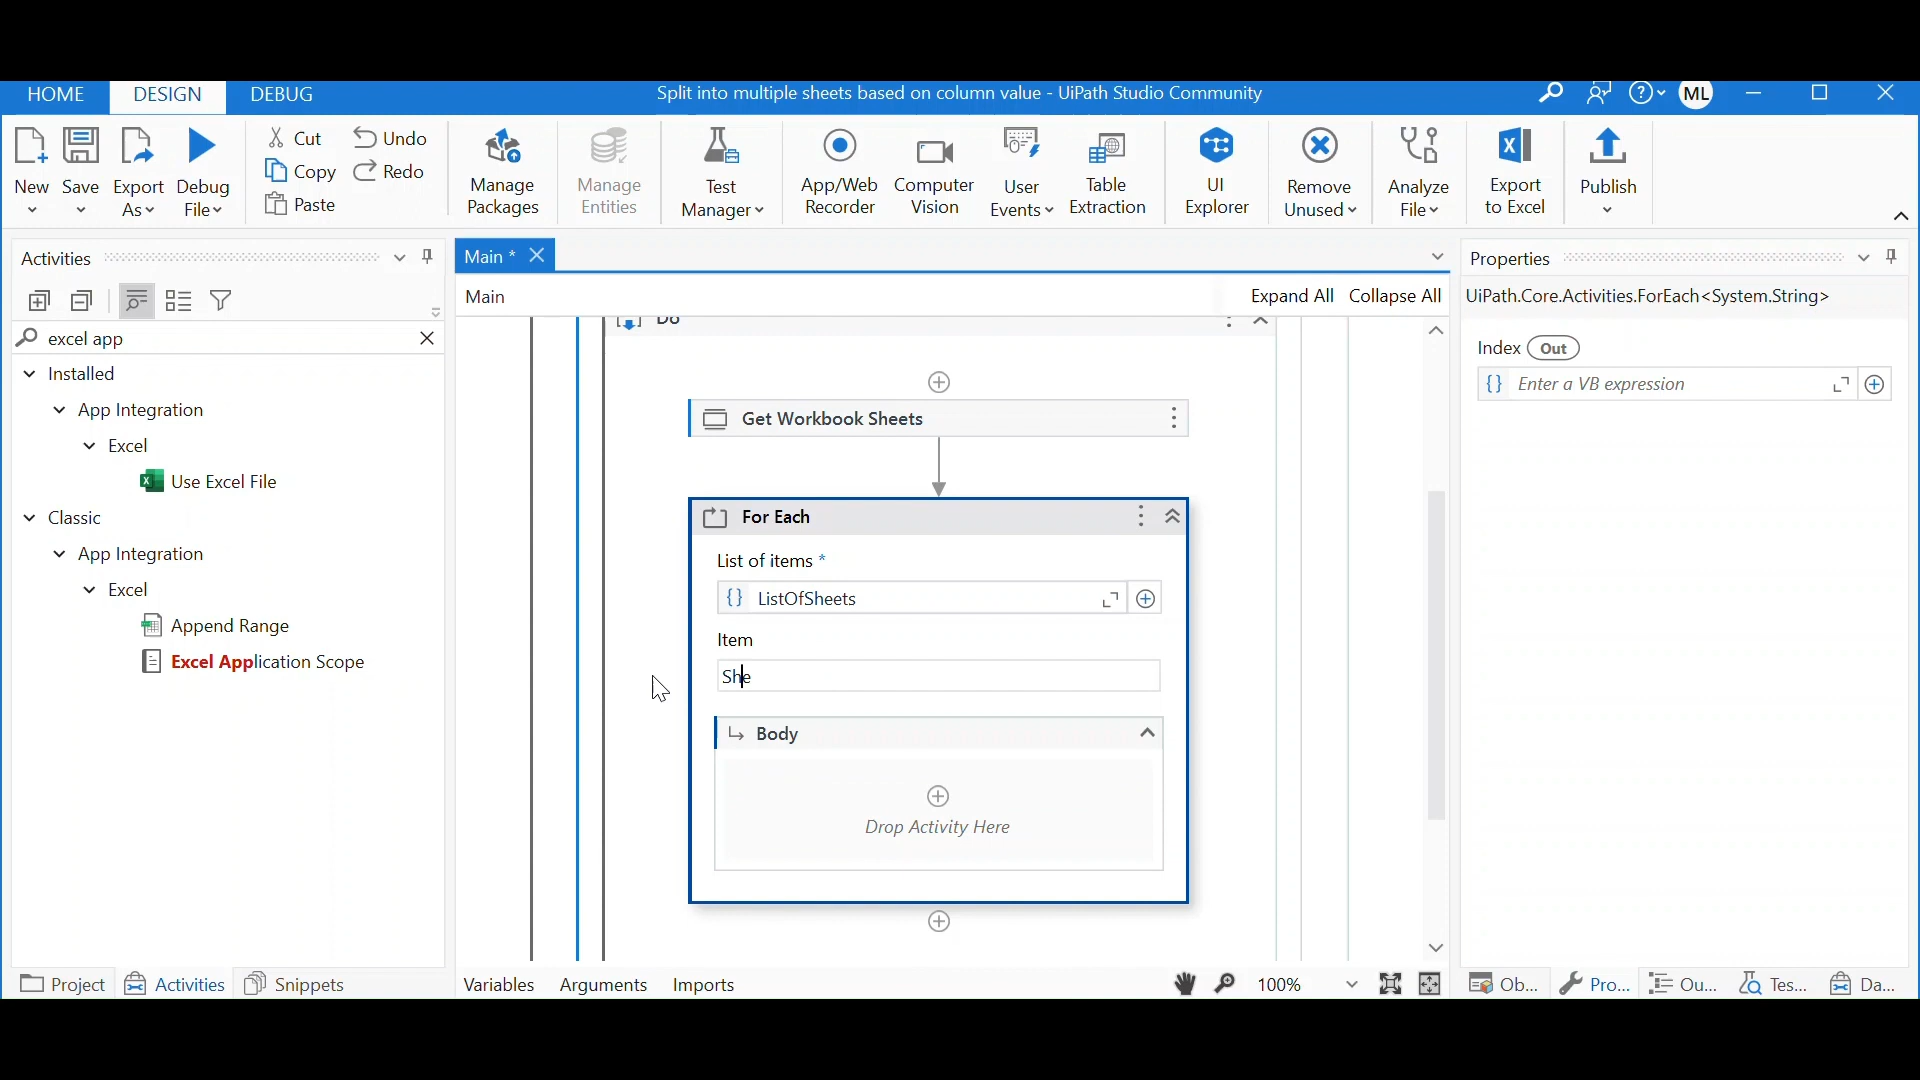 HOME DESIGN DEBUG Split into multiple sheets based on column value - UiPath Studio Community ML
New
Save
Export
As
Debug
File
Cut
Copy
Paste
Undo
Redo
Manage
Packages
Manage
Entities
Test
Manager
App/Web
Recorder
Computer
Vision
User
Events
Table
Extraction
UI
Explorer
Remove
Unused
Analyze
File
Export
to Excel
Publish
Activities
excel app
Installed
App Integration
Excel
Use Excel File
Classic
App Integration
Excel
Append Range
Excel Application Scope
Project Activities Snippets
Main *
Main Expand All Collapse All
Do
Get Workbook Sheets
For Each
List of items *
{} ListOfSheets
Item
She
Body
Drop Activity Here
Variables Arguments Imports 100%
Properties
UiPath.Core.Activities.ForEach<System.String>
Index Out
{} Enter a VB expression
Ob... Pro... Ou... Tes... Da...